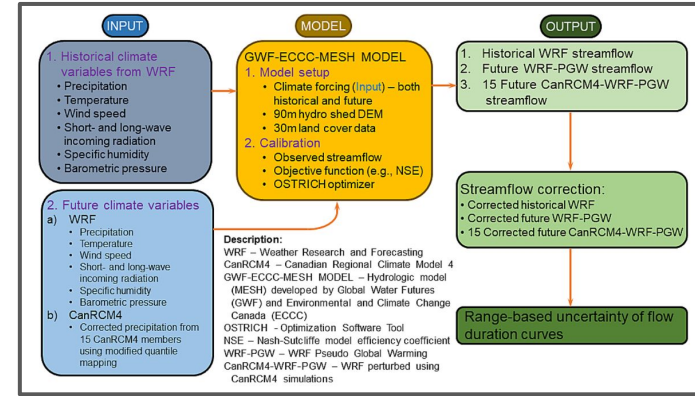 INPUT
MODEL
OUTPUT
1. Historical climate
variables from WRF
• Precipitation
• Temperature
• Wind speed
• Short- and long-wave
incoming radiation
• Specific humidity
• Barometric pressure
2. Future climate variables
a) WRF
• Precipitation
• Temperature
• Wind speed
• Short- and long-wave
incoming radiation
• Specific humidity
• Barometric pressure
b) CanRCM4
• Corrected precipitation from
15 CanRCM4 members
using modified quantile
mapping
GWF-ECCC-MESH MODEL
1. Model setup
• Climate forcing (Input) – both
historical and future
• 90m hydro shed DEM
• 30m land cover data
2. Calibration
• Observed streamflow
• Objective function (e.g., NSE)
• OSTRICH optimizer
Description:
WRF – Weather Research and Forecasting
CanRCM4 – Canadian Regional Climate Model 4
GWF-ECCC-MESH MODEL – Hydrologic model
(MESH) developed by Global Water Futures
(GWF) and Environmental and Climate Change
Canada (ECCC)
OSTRICH - Optimization Software Tool
NSE – Nash-Sutcliffe model efficiency coefficient
WRF-PGW – WRF Pseudo Global Warming
CanRCM4-WRF-PGW – WRF perturbed using
CanRCM4 simulations
1. Historical WRF streamflow
2. Future WRF-PGW streamflow
3. 15 Future CanRCM4-WRF-PGW
streamflow
Streamflow correction:
• Corrected historical WRF
• Corrected future WRF-PGW
• 15 Corrected future CanRCM4-WRF-PGW
Range-based uncertainty of flow
duration curves